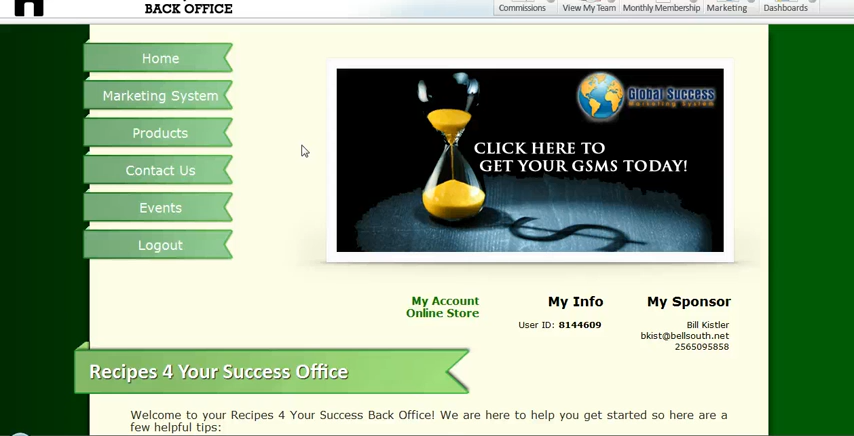 BACK OFFICE
Commissions
View My Team
Monthly Membership
Marketing
Dashboards
Home
Marketing System
Products
Contact Us
Events
Logout
Global Success
Marketing System
CLICK HERE TO
GET YOUR GSMS TODAY!
My Account
Online Store
My Info
User ID: 8144609
My Sponsor
Bill Kistler
bkist@bellsouth.net
2565095858
Recipes 4 Your Success Office
Welcome to your Recipes 4 Your Success Back Office! We are here to help you get started so here are a
few helpful tips: